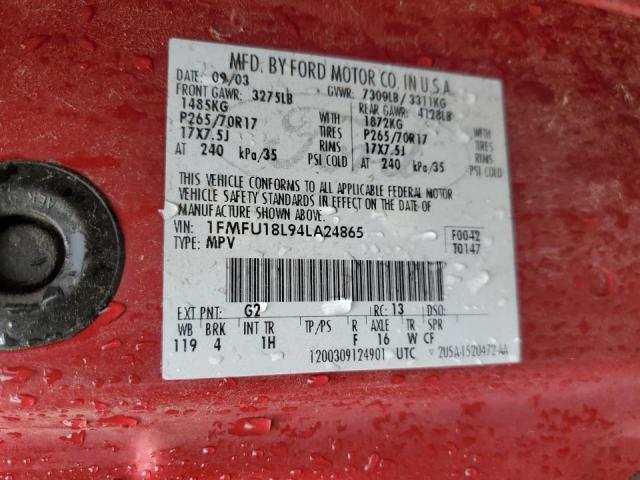 MFD. BY FORD MOTOR CO. IN U.S.A.
DATE: 09/03 GVWR: 7309LB/3311KG
FRONT GAWR: 3275LB REAR GAWR: 4128LB
1485KG 1872KG
P265/70R17 TIRES P265/70R17 TIRES
17X7.5J RIMS 17X7.5J RIMS
AT 240 kPa/35 PSI COLD AT 240 kPa/35 PSI COLD
THIS VEHICLE CONFORMS TO ALL APPLICABLE FEDERAL MOTOR
VEHICLE SAFETY STANDARDS IN EFFECT ON THE DATE OF
MANUFACTURE SHOWN ABOVE.
VIN: 1FMFU18L94LA24865 F0042
TYPE: MPV T0147
EXT PNT: G2 RC: 13 DSO:
WB BRK INT TR TP/PS R AXLE TR SPR
119 4 1H F 16 W CF
1200309124901 UTC 2U5A-1520472-AA